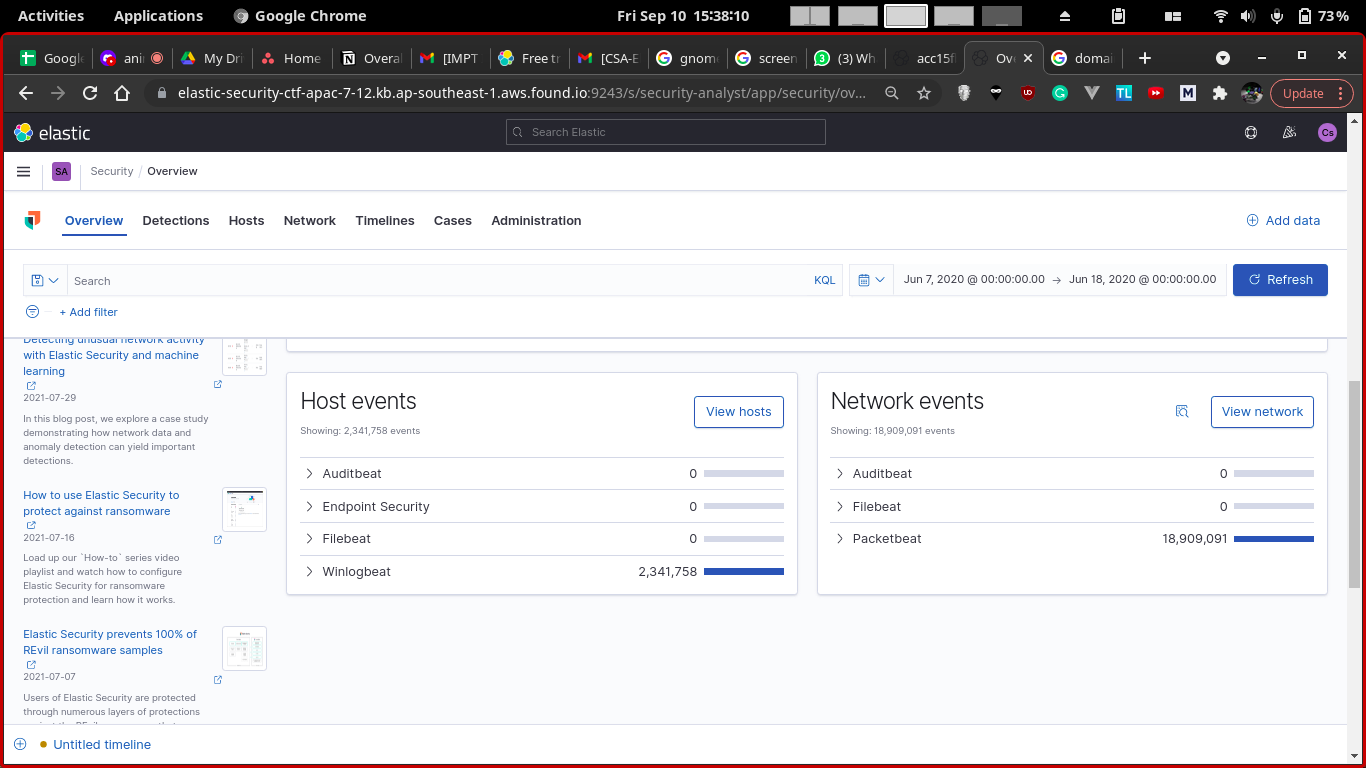 Activities Applications Google Chrome Fri Sep 10 15:38:10 73%
Google ani My Dri Home Overal [IMPT Free tr [CSA-E gnome screen (3) Wh acc15f Ov domai
elastic-security-ctf-apac-7-12.kb.ap-southeast-1.aws.found.io:9243/s/security-analyst/app/security/ov... UD TL M Update
elastic Search Elastic Cs
SA Security / Overview
Overview Detections Hosts Network Timelines Cases Administration Add data
Search KQL Jun 7, 2020 @ 00:00:00.00 → Jun 18, 2020 @ 00:00:00.00 Refresh
+ Add filter
Detecting unusual network activity
with Elastic Security and machine
learning
2021-07-29
In this blog post, we explore a case study
demonstrating how network data and
anomaly detection can yield important
detections.
How to use Elastic Security to
protect against ransomware
2021-07-16
Load up our `How-to` series video
playlist and watch how to configure
Elastic Security for ransomware
protection and learn how it works.
Elastic Security prevents 100% of
REvil ransomware samples
2021-07-07
Users of Elastic Security are protected
through numerous layers of protections
Host events
View hosts
Showing: 2,341,758 events
Auditbeat 0
Endpoint Security 0
Filebeat 0
Winlogbeat 2,341,758
Network events
View network
Showing: 18,909,091 events
Auditbeat 0
Filebeat 0
Packetbeat 18,909,091
Untitled timeline